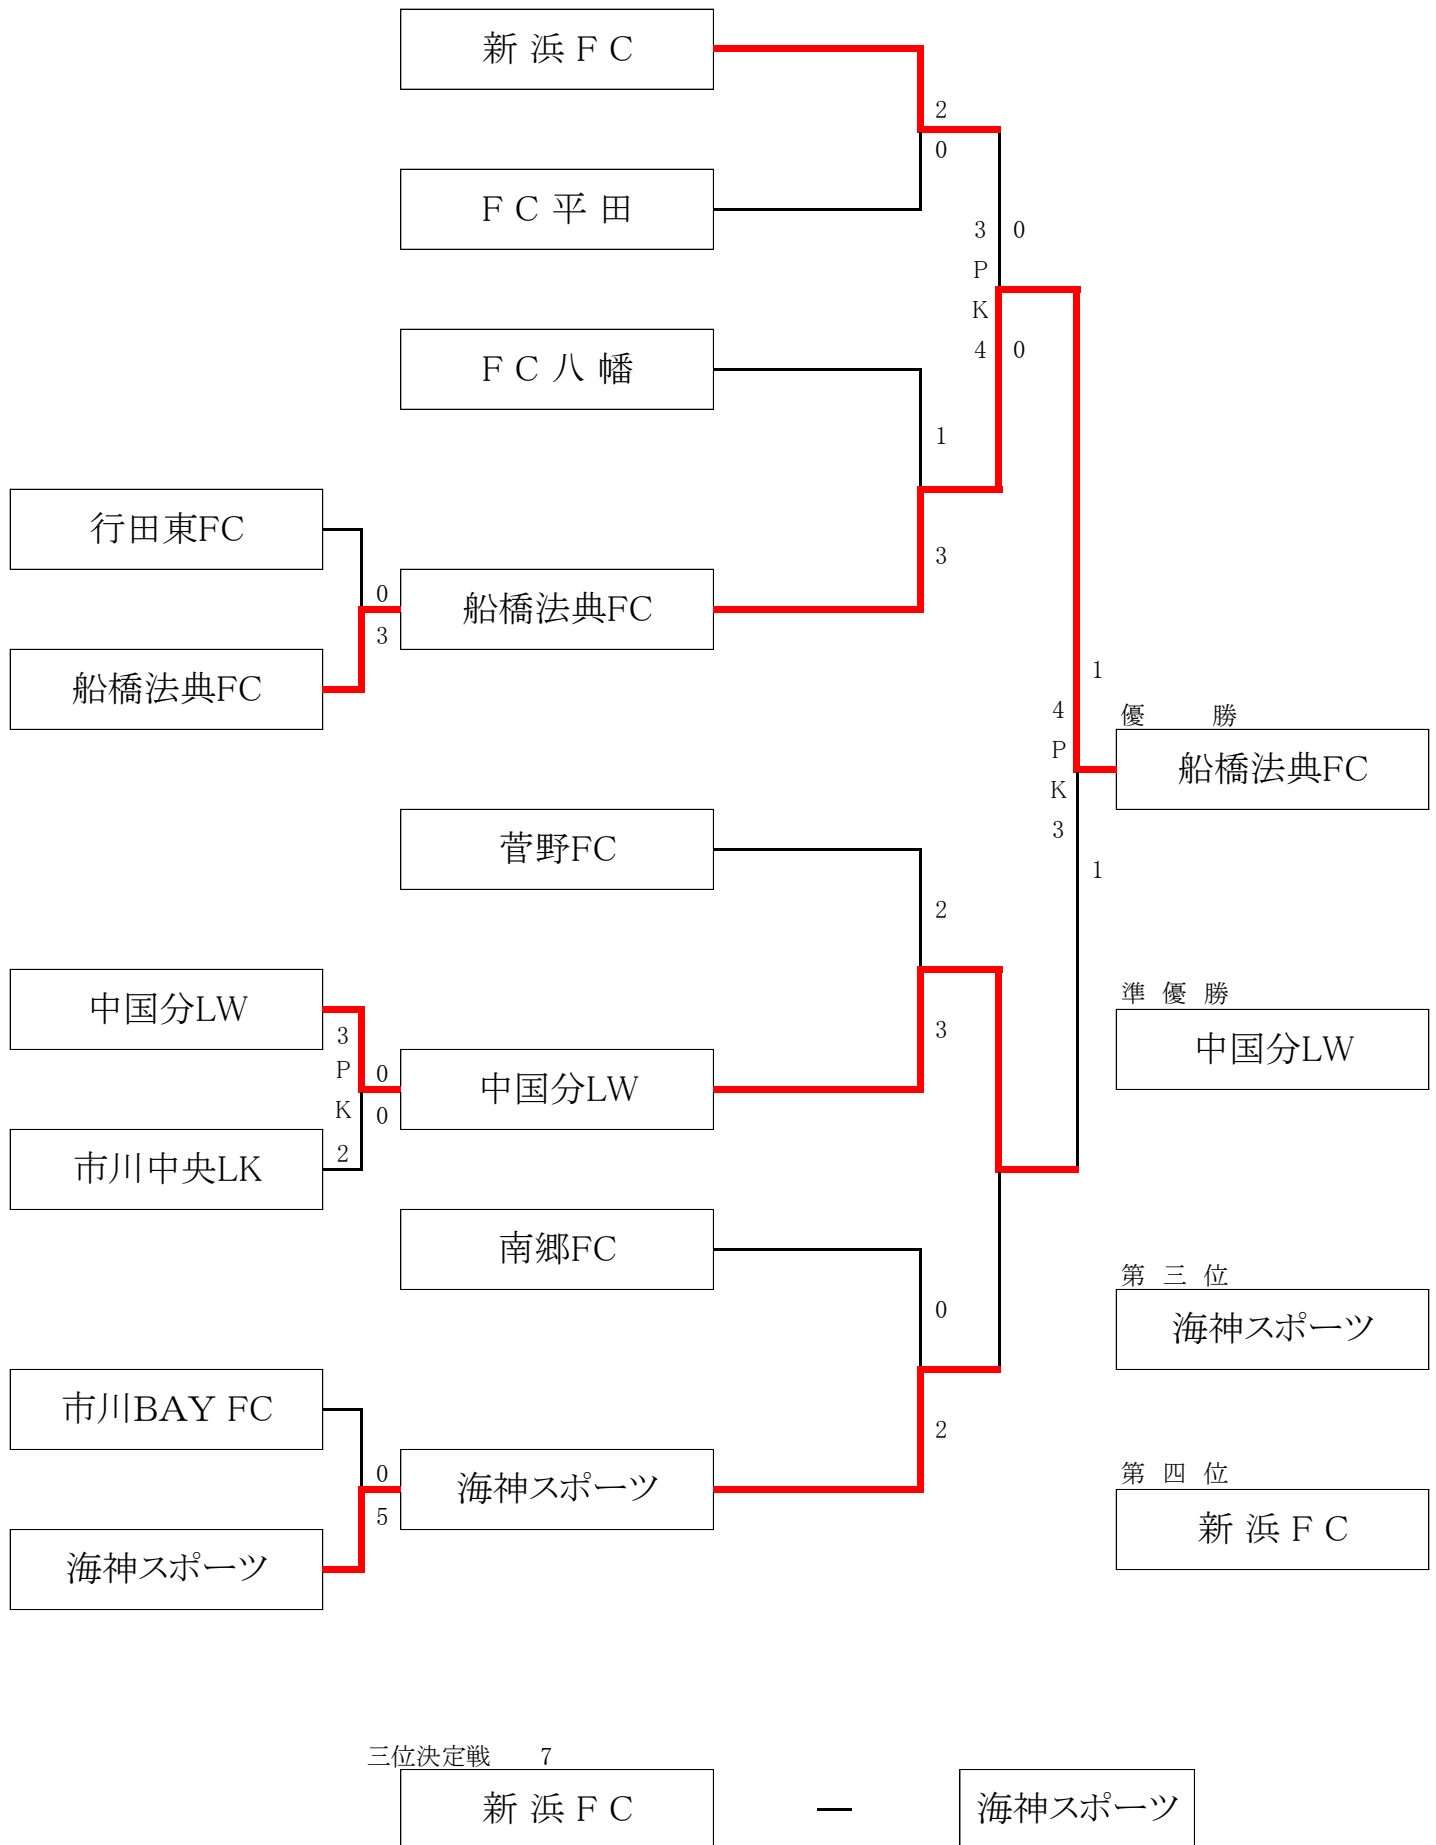 新 浜 F C
2
0
F C 平 田
3 0
P
K
4 0
F C 八 幡
1
行田東FC
3
0
船橋法典FC
3
船橋法典FC
1
4
優 勝
P
船橋法典FC
K
3
菅野FC
1
2
中国分LW
準 優 勝
3
3
中国分LW
P
0
中国分LW
K
0
2
市川中央LK
南郷FC
第 三 位
0
海神スポーツ
市川BAY FC
2
0
第 四 位
海神スポーツ
5
新 浜 F C
海神スポーツ
三位決定戦 7
新 浜 F C — 海神スポーツ